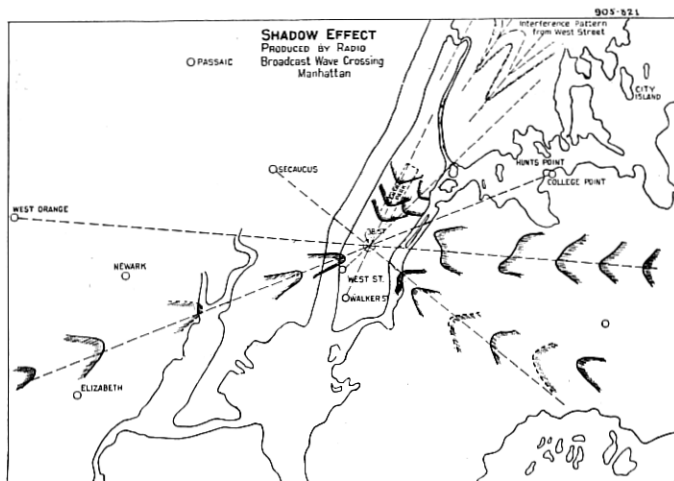 905-821
SHADOW EFFECT
PRODUCED BY RADIO
Broadcast Wave Crossing
Manhattan
Interference Pattern
from West Street
PASSAIC
CITY
ISLAND
SECAUCUS
HUNTS POINT
COLLEGE POINT
WEST ORANGE
38 ST.
NEWARK
WEST ST.
WALKER ST
ELIZABETH